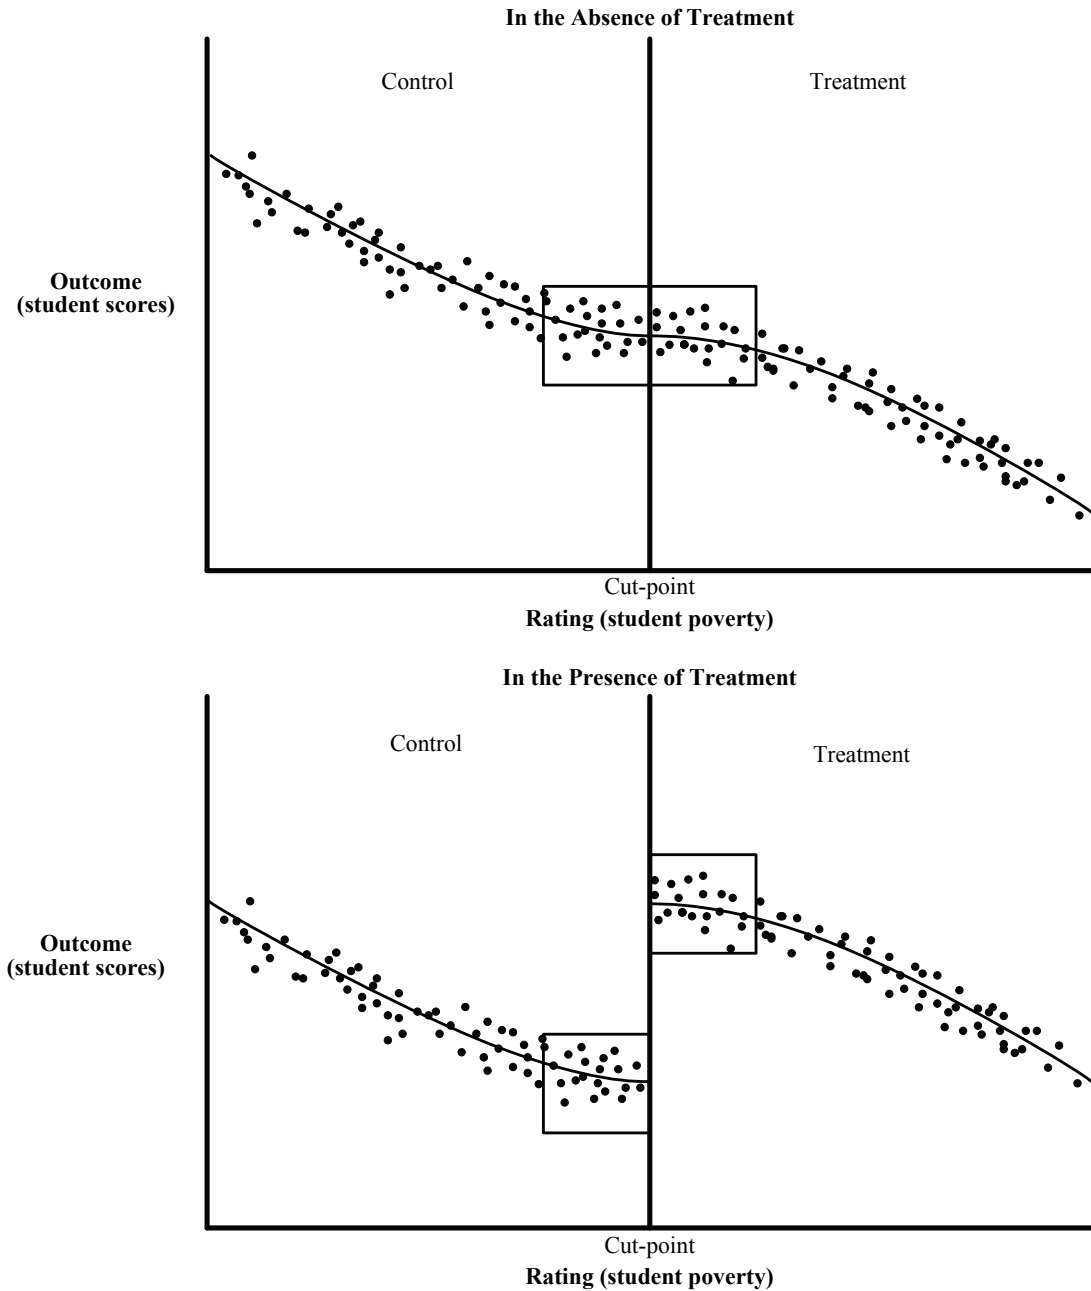 In the Absence of Treatment
Control
Treatment
Outcome
(student scores)
Cut-point
Rating (student poverty)
In the Presence of Treatment
Control
Treatment
Outcome
(student scores)
Cut-point
Rating (student poverty)